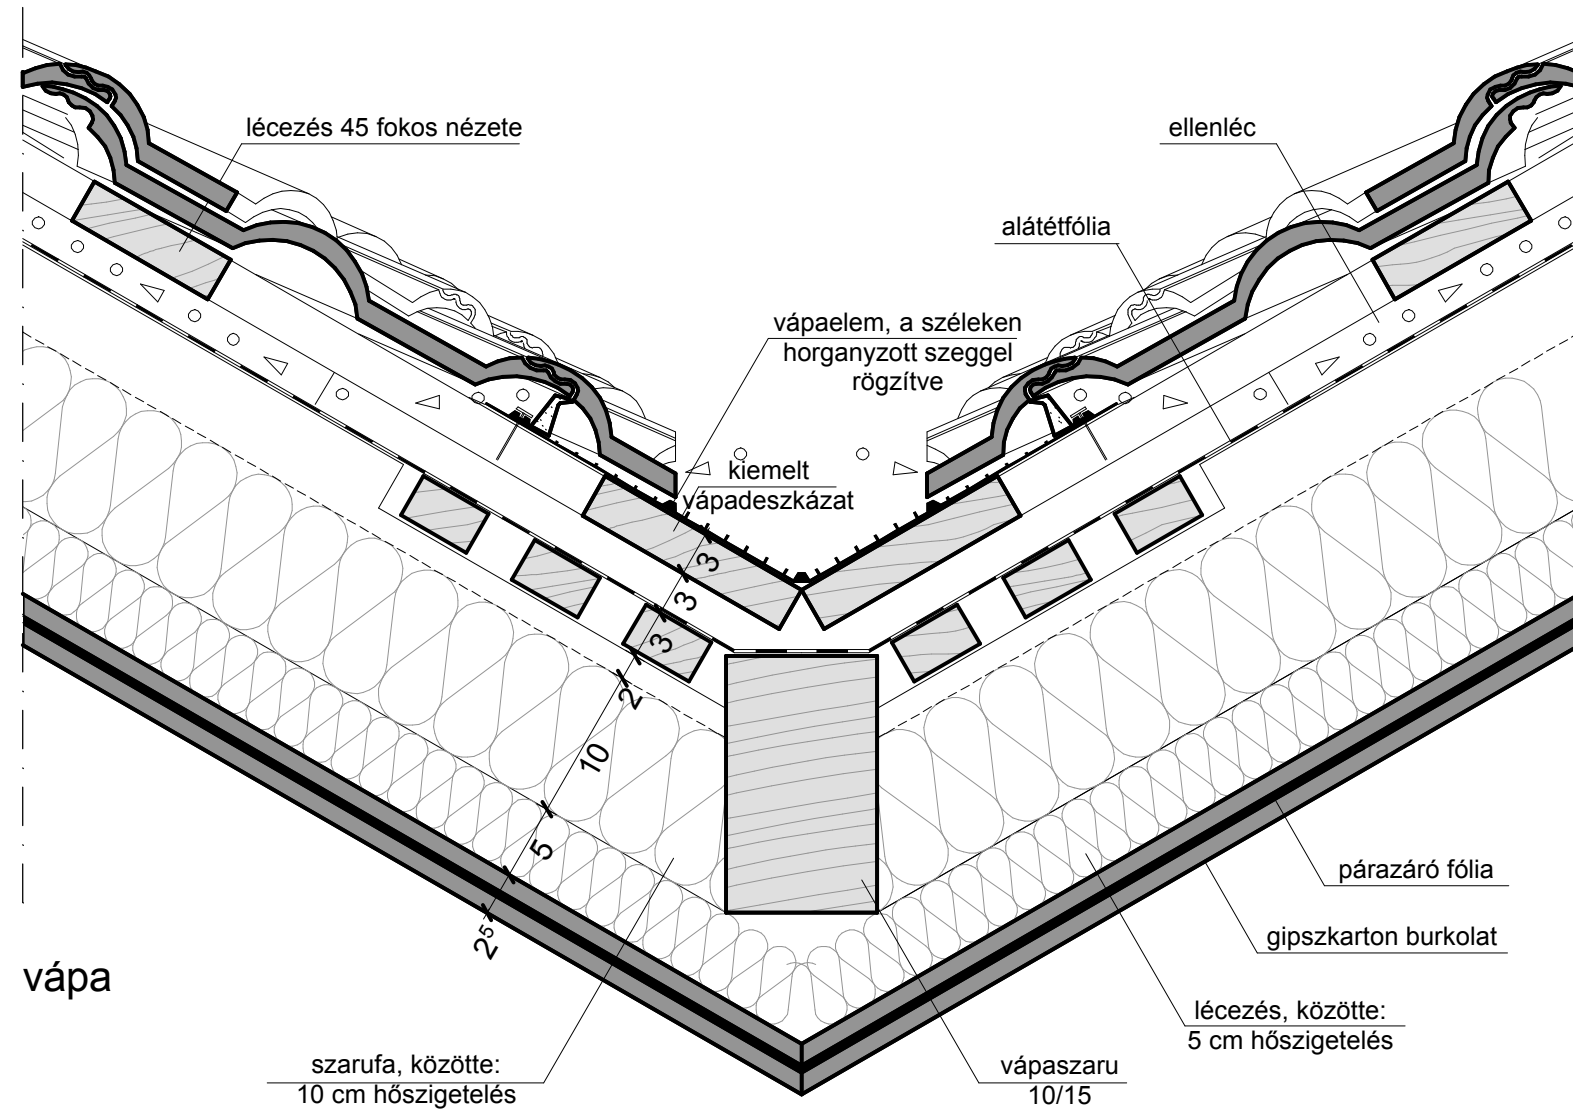 lécezés 45 fokos nézete
ellenléc
alátétfólia
vápaelem, a széleken
horganyzott szeggel
rögzítve
kiemelt
vápadeszkázat
3
3
3
2
10
5
2⁵
párazáró fólia
gipszkarton burkolat
vápa
lécezés, közötte:
5 cm hőszigetelés
szarufa, közötte:
10 cm hőszigetelés
vápaszaru
10/15